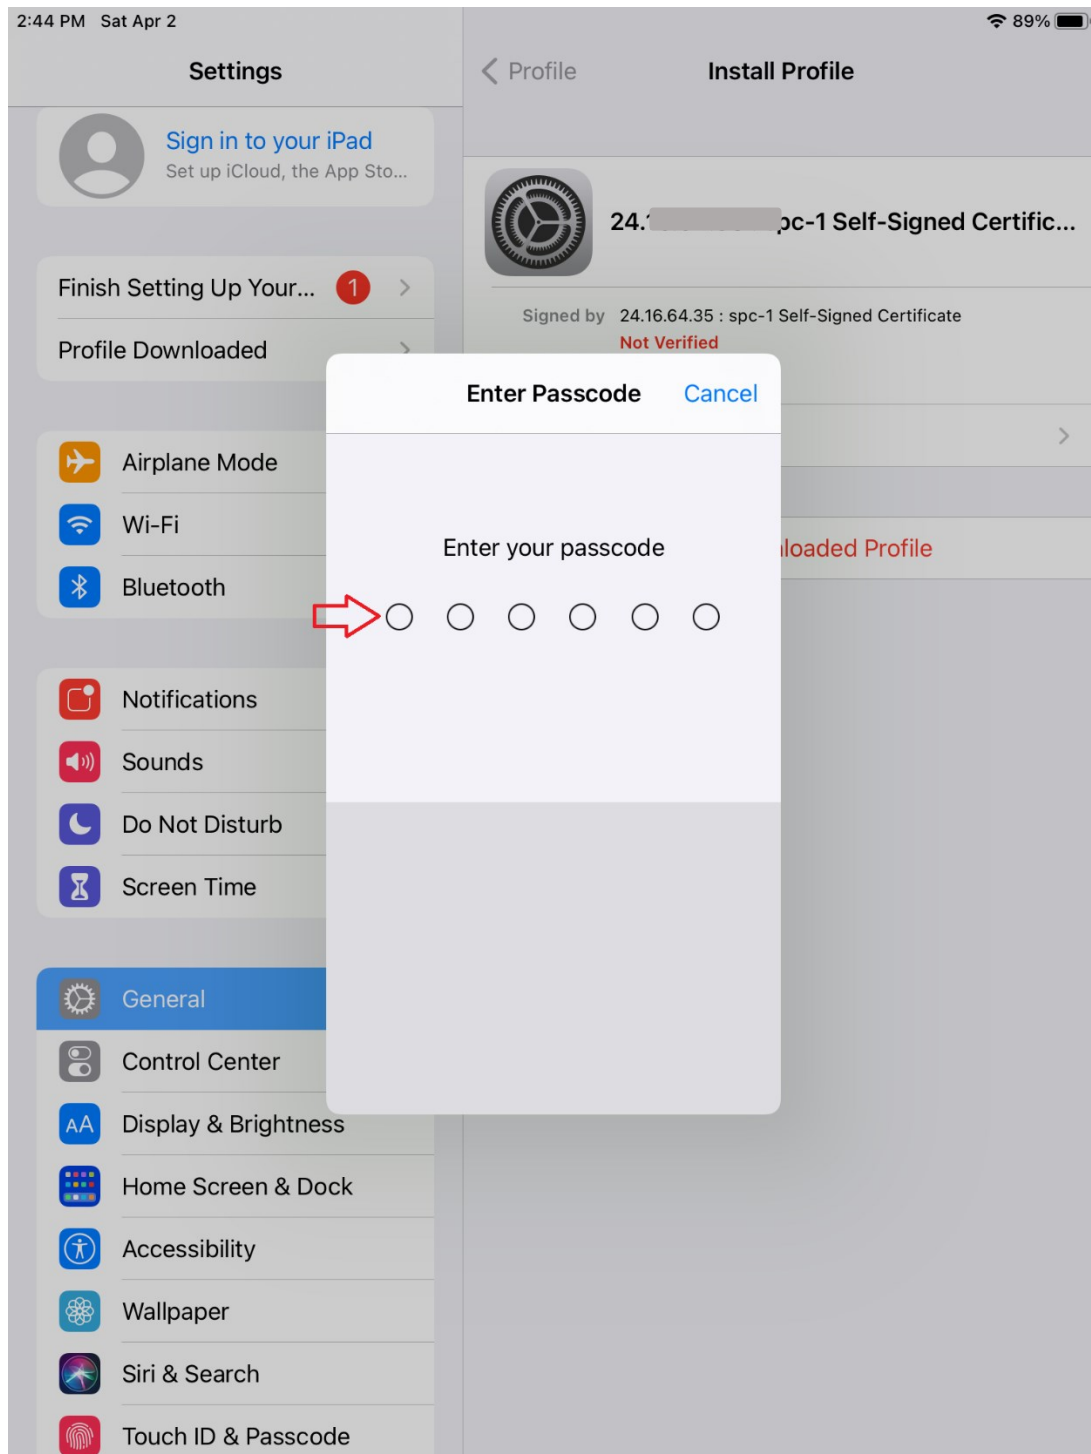 2:44 PM Sat Apr 2
89%
Settings
Sign in to your iPad
Set up iCloud, the App Sto...
Finish Setting Up Your... 1
Profile Downloaded
Airplane Mode
Wi-Fi
Bluetooth
Notifications
Sounds
Do Not Disturb
Screen Time
General
Control Center
AA Display & Brightness
Home Screen & Dock
Accessibility
Wallpaper
Siri & Search
Touch ID & Passcode
Profile
Install Profile
24. pc-1 Self-Signed Certific...
Signed by 24.16.64.35 : spc-1 Self-Signed Certificate
Not Verified
loaded Profile
Enter Passcode Cancel
Enter your passcode